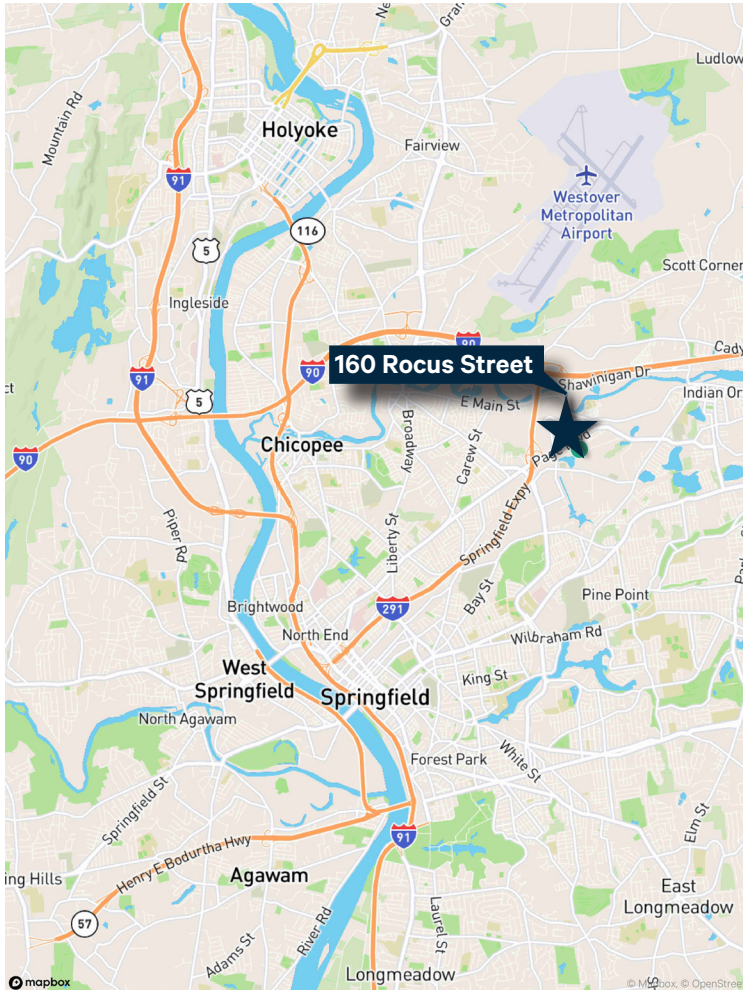 Ludlow
Holyoke
Mountain Rd
Fairview
91
Westover
Metropolitan
Airport
116
5
Scott Corner
Ingleside
90
160 Rocus Street
Cady
91
90
Shawinigan Dr
5
E Main St
Indian Or
Broadway
Carew St
Chicopee
90
Springfield Expy
Piper Rd
Liberty St
Bay St
Pine Point
Brightwood
291
North End
Wilbraham Rd
West
Springfield
King St
Springfield
North Agawam
White St
Forest Park
Springfield St
Elm St
91
Henry E Bodurtha Hwy
ing Hills
Agawam
East
Longmeadow
57
Laurel St
River Rd
Adams St
Longmeadow
mapbox
© Mapbox, © OpenStree